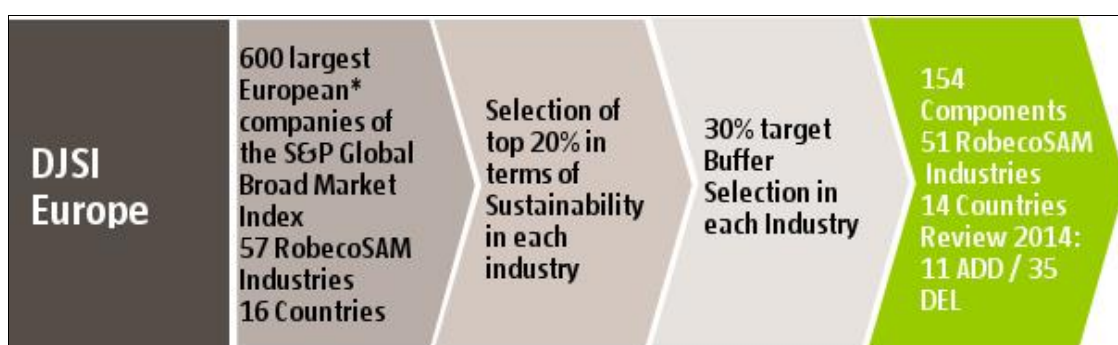 DJSI
Europe
600 largest
European*
companies of
the S&P Global
Broad Market
Index
57 RobecoSAM
Industries
16 Countries
Selection of
top 20% in
terms of
Sustainability
in each
industry
30% target
Buffer
Selection in
each Industry
154
Components
51 RobecoSAM
Industries
14 Countries
Review 2014:
11 ADD / 35
DEL